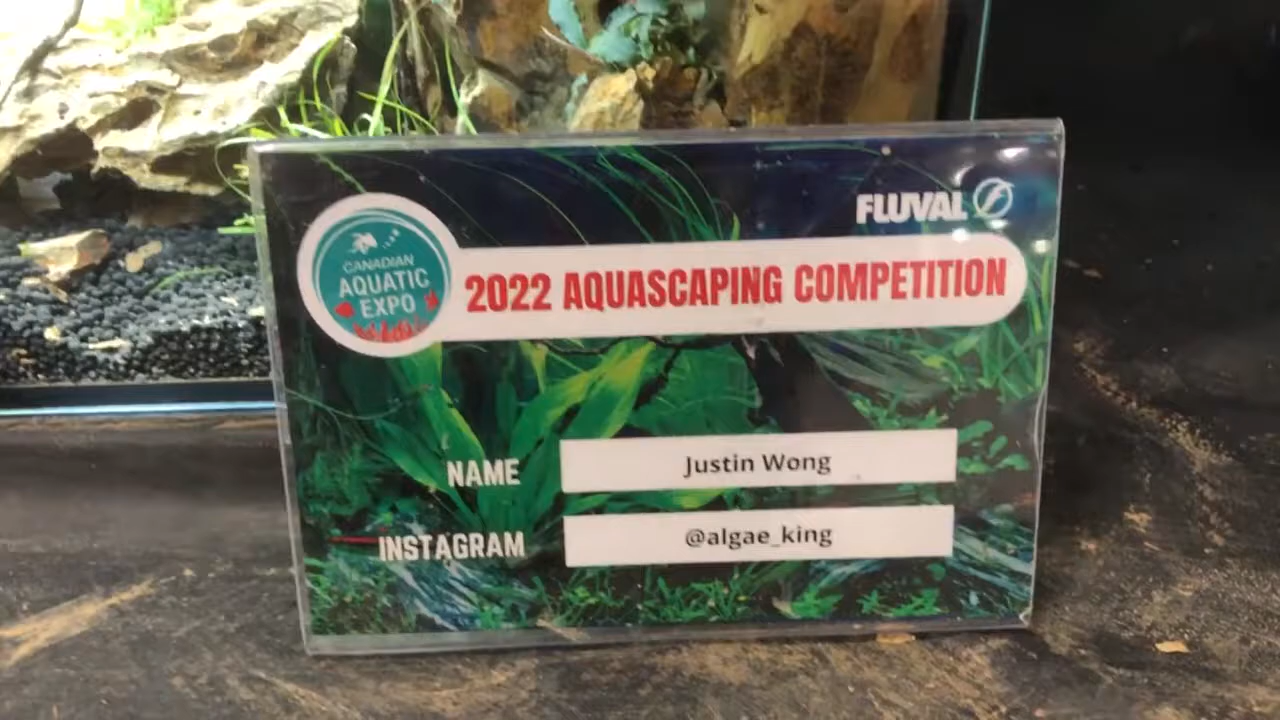 FLUVAL
CANADIAN
AQUATIC
EXPO
2022 AQUASCAPING COMPETITION
NAME
Justin Wong
INSTAGRAM
@algae_king